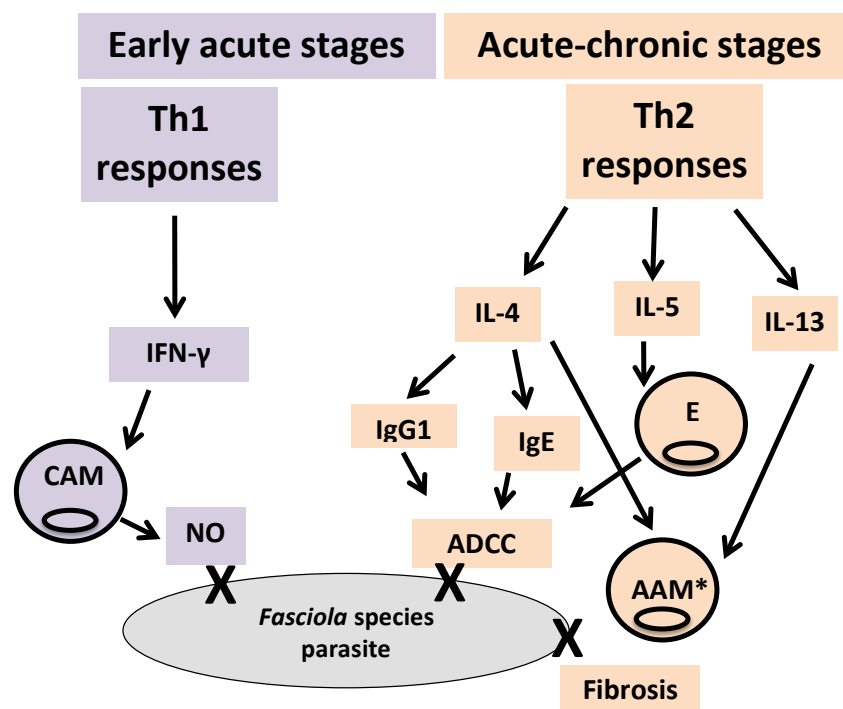 Early acute stages
Acute-chronic stages
Th1
responses
Th2
responses
IL-4
IL-5
IL-13
IFN-γ
IgG1
IgE
E
CAM
NO
ADCC
AAM*
X
X
X
Fasciola species
parasite
Fibrosis